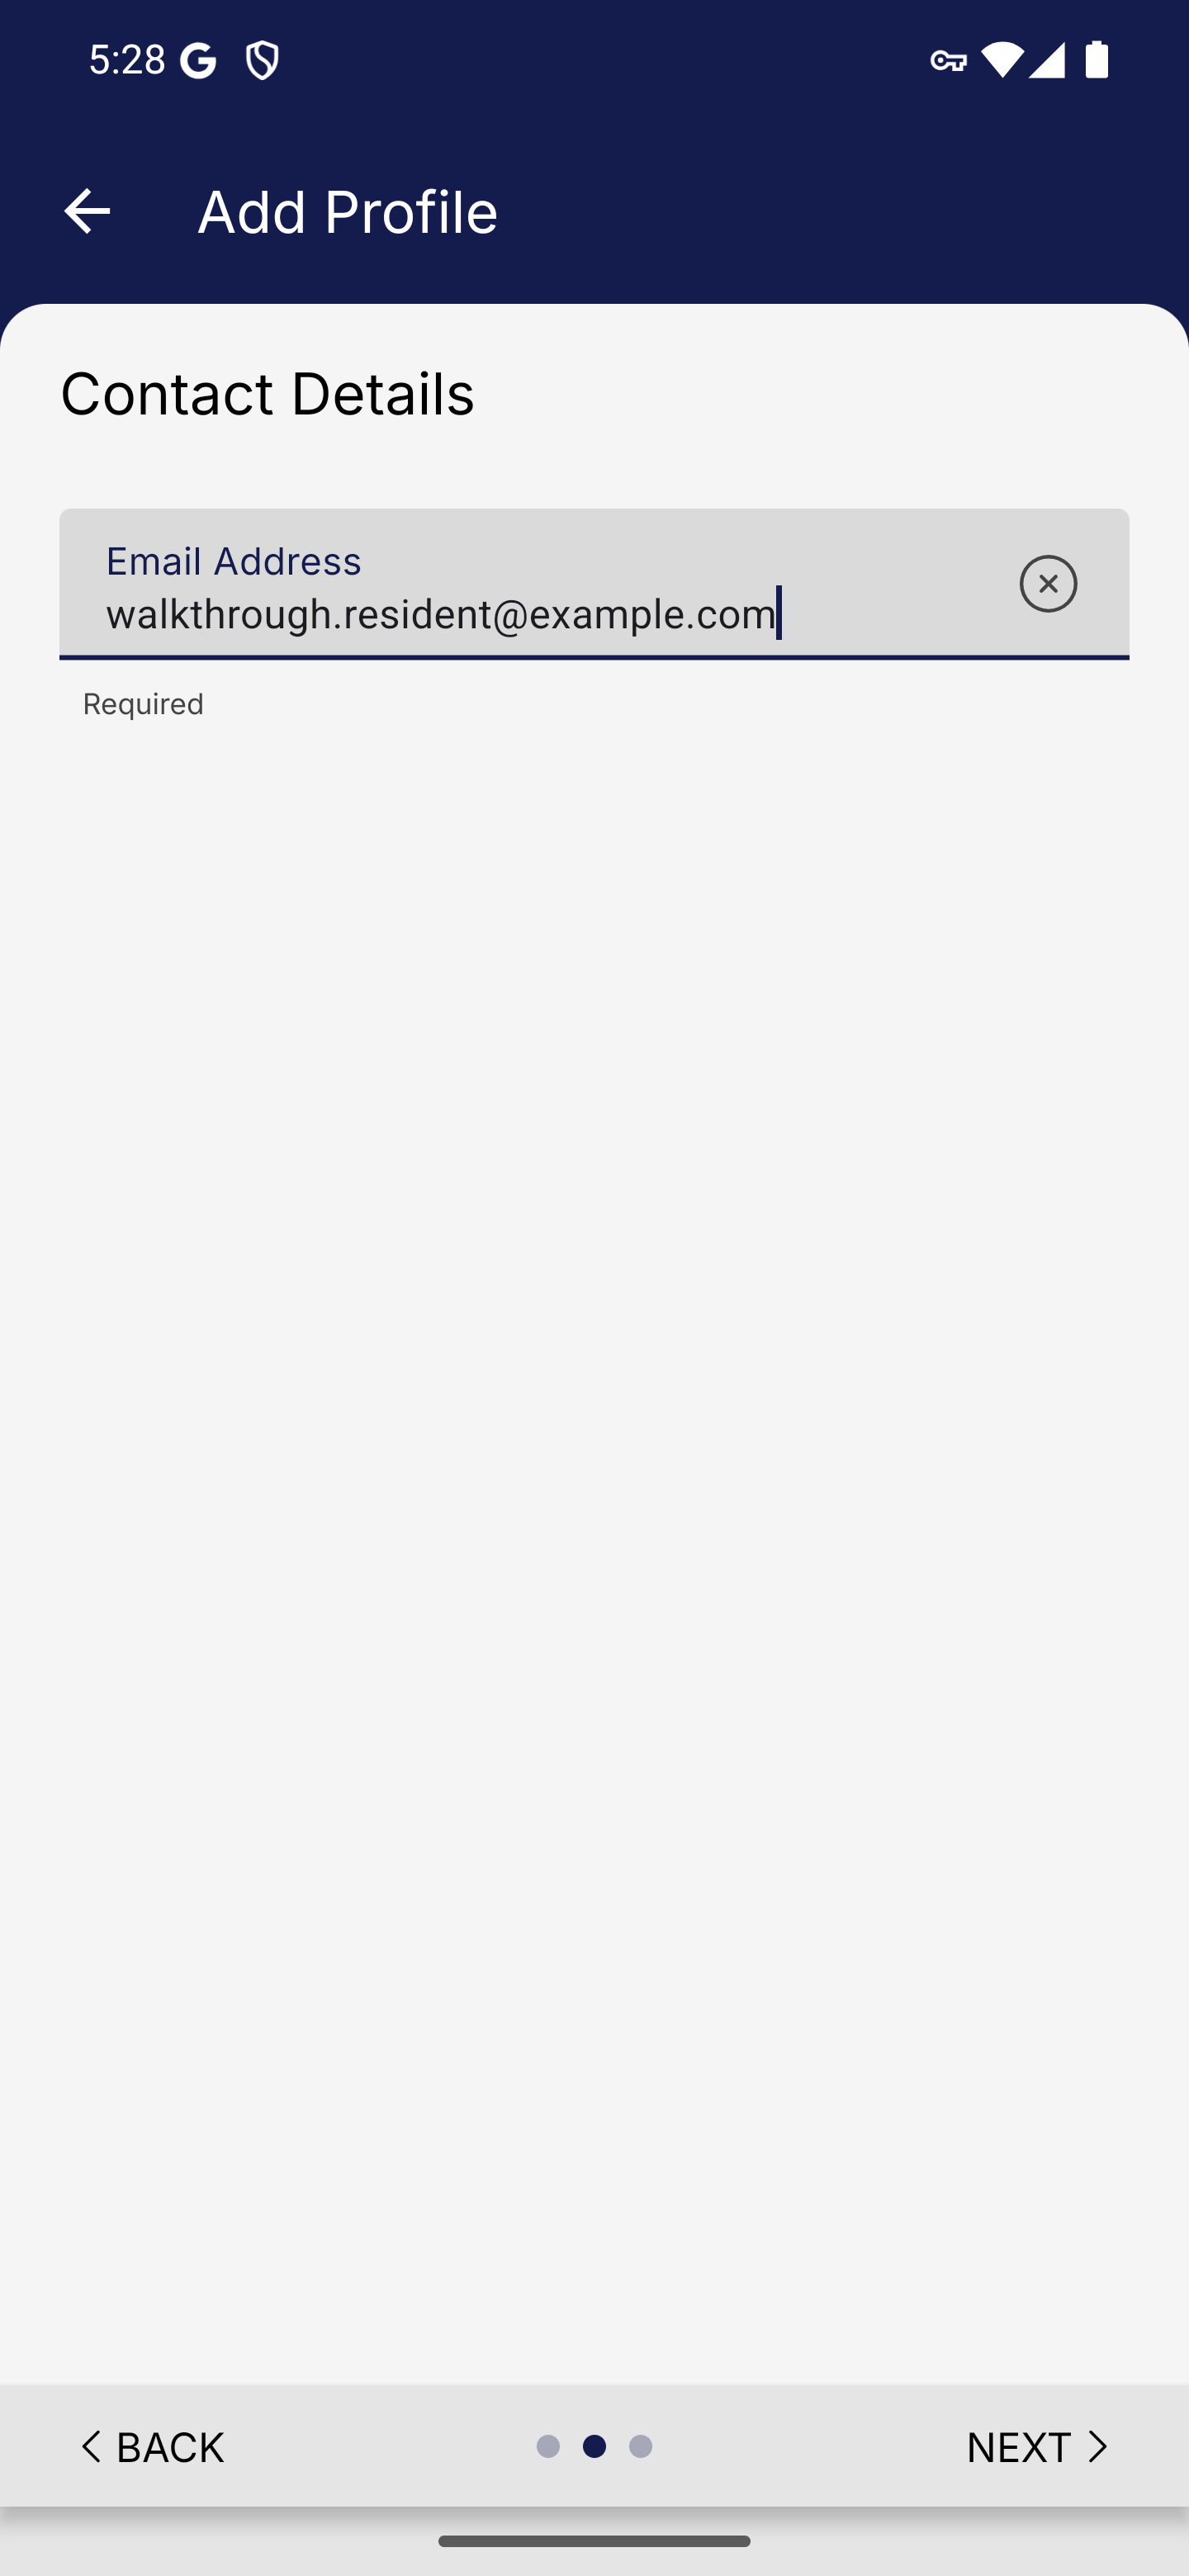 5:28
Add Profile
Contact Details
Email Address
walkthrough.resident@example.com
Required
BACK
NEXT